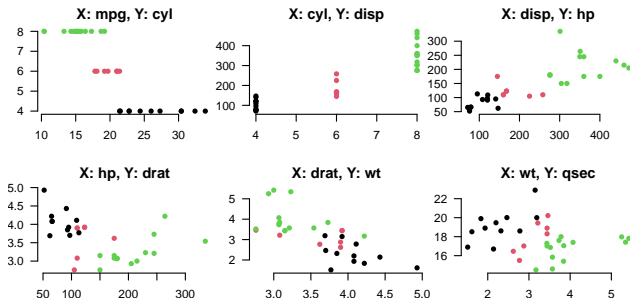 X: mpg, Y: cyl
8
7
6
5
4
10 15 20 25 30
X: cyl, Y: disp
400
300
200
100
4 5 6 7 8
X: disp, Y: hp
300
250
200
150
100
50
100 200 300 400
X: hp, Y: drat
5.0
4.5
4.0
3.5
3.0
50 100 150 200 250 300
X: drat, Y: wt
5
4
3
2
3.0 3.5 4.0 4.5 5.0
X: wt, Y: qsec
22
20
18
16
2 3 4 5